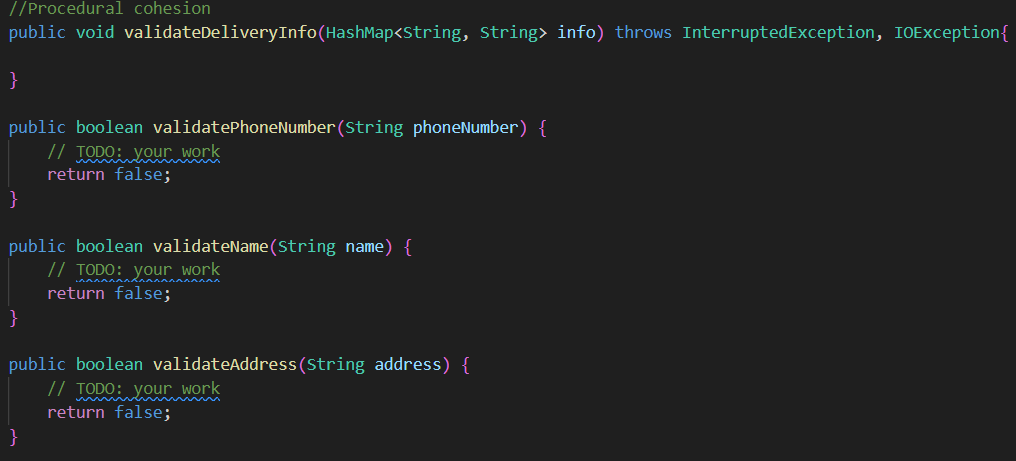 //Procedural cohesion
public void validateDeliveryInfo(HashMap<String, String> info) throws InterruptedException, IOException{
}
public boolean validatePhoneNumber(String phoneNumber) {
// TODO: your work
return false;
}
public boolean validateName(String name) {
// TODO: your work
return false;
}
public boolean validateAddress(String address) {
// TODO: your work
return false;
}